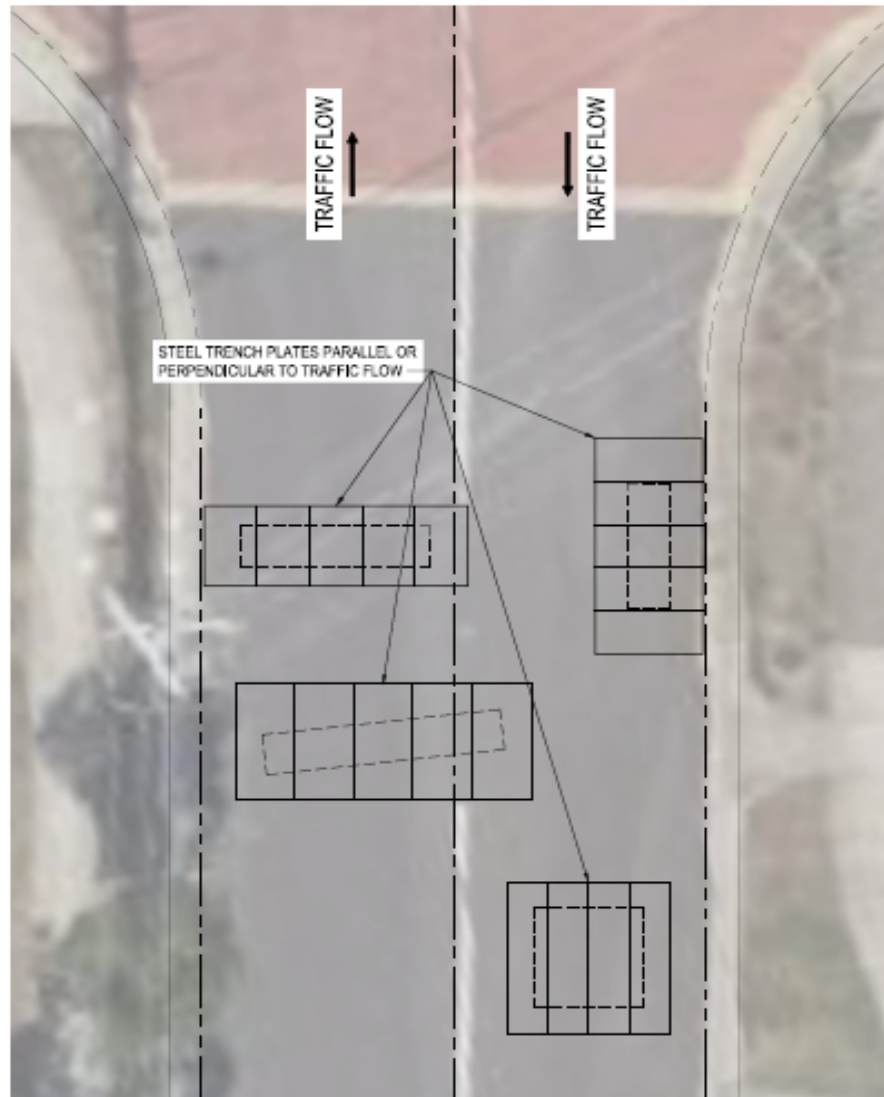 TRAFFIC FLOW
TRAFFIC FLOW
STEEL TRENCH PLATES PARALLEL OR
PERPENDICULAR TO TRAFFIC FLOW